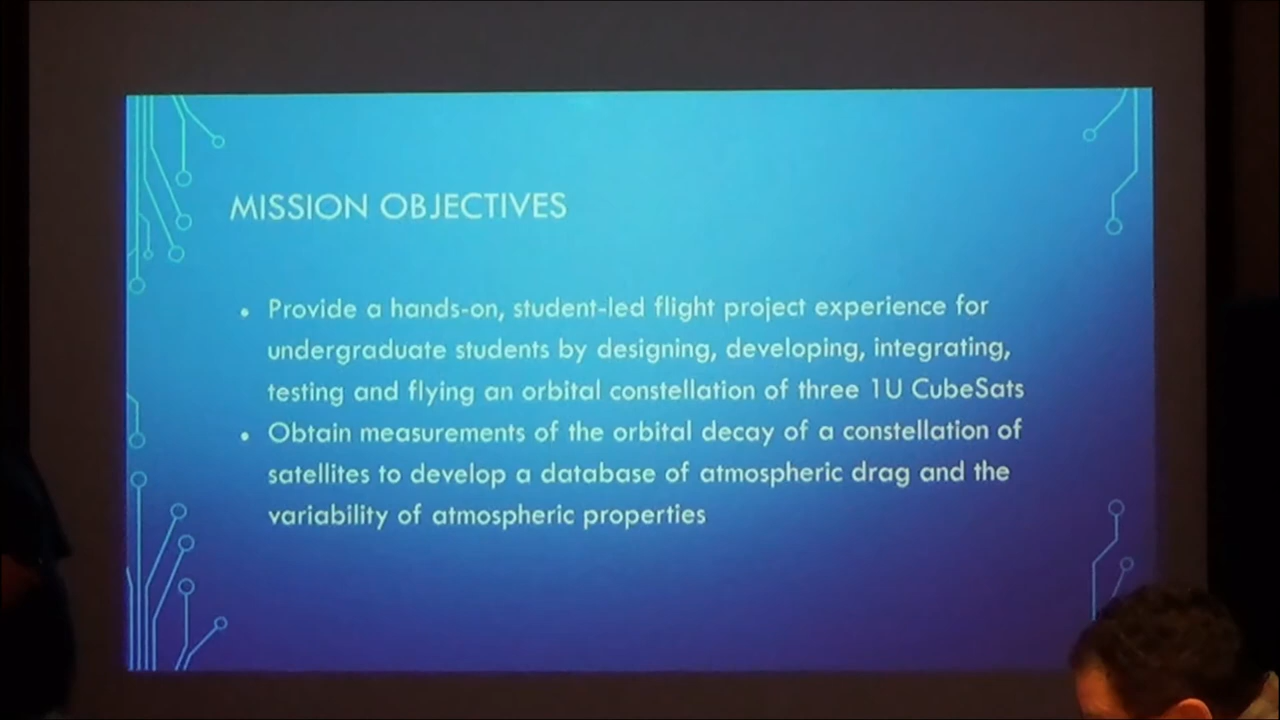 MISSION OBJECTIVES
• Provide a hands-on, student-led flight project experience for
undergraduate students by designing, developing, integrating,
testing and flying an orbital constellation of three 1U CubeSats
• Obtain measurements of the orbital decay of a constellation of
satellites to develop a database of atmospheric drag and the
variability of atmospheric properties